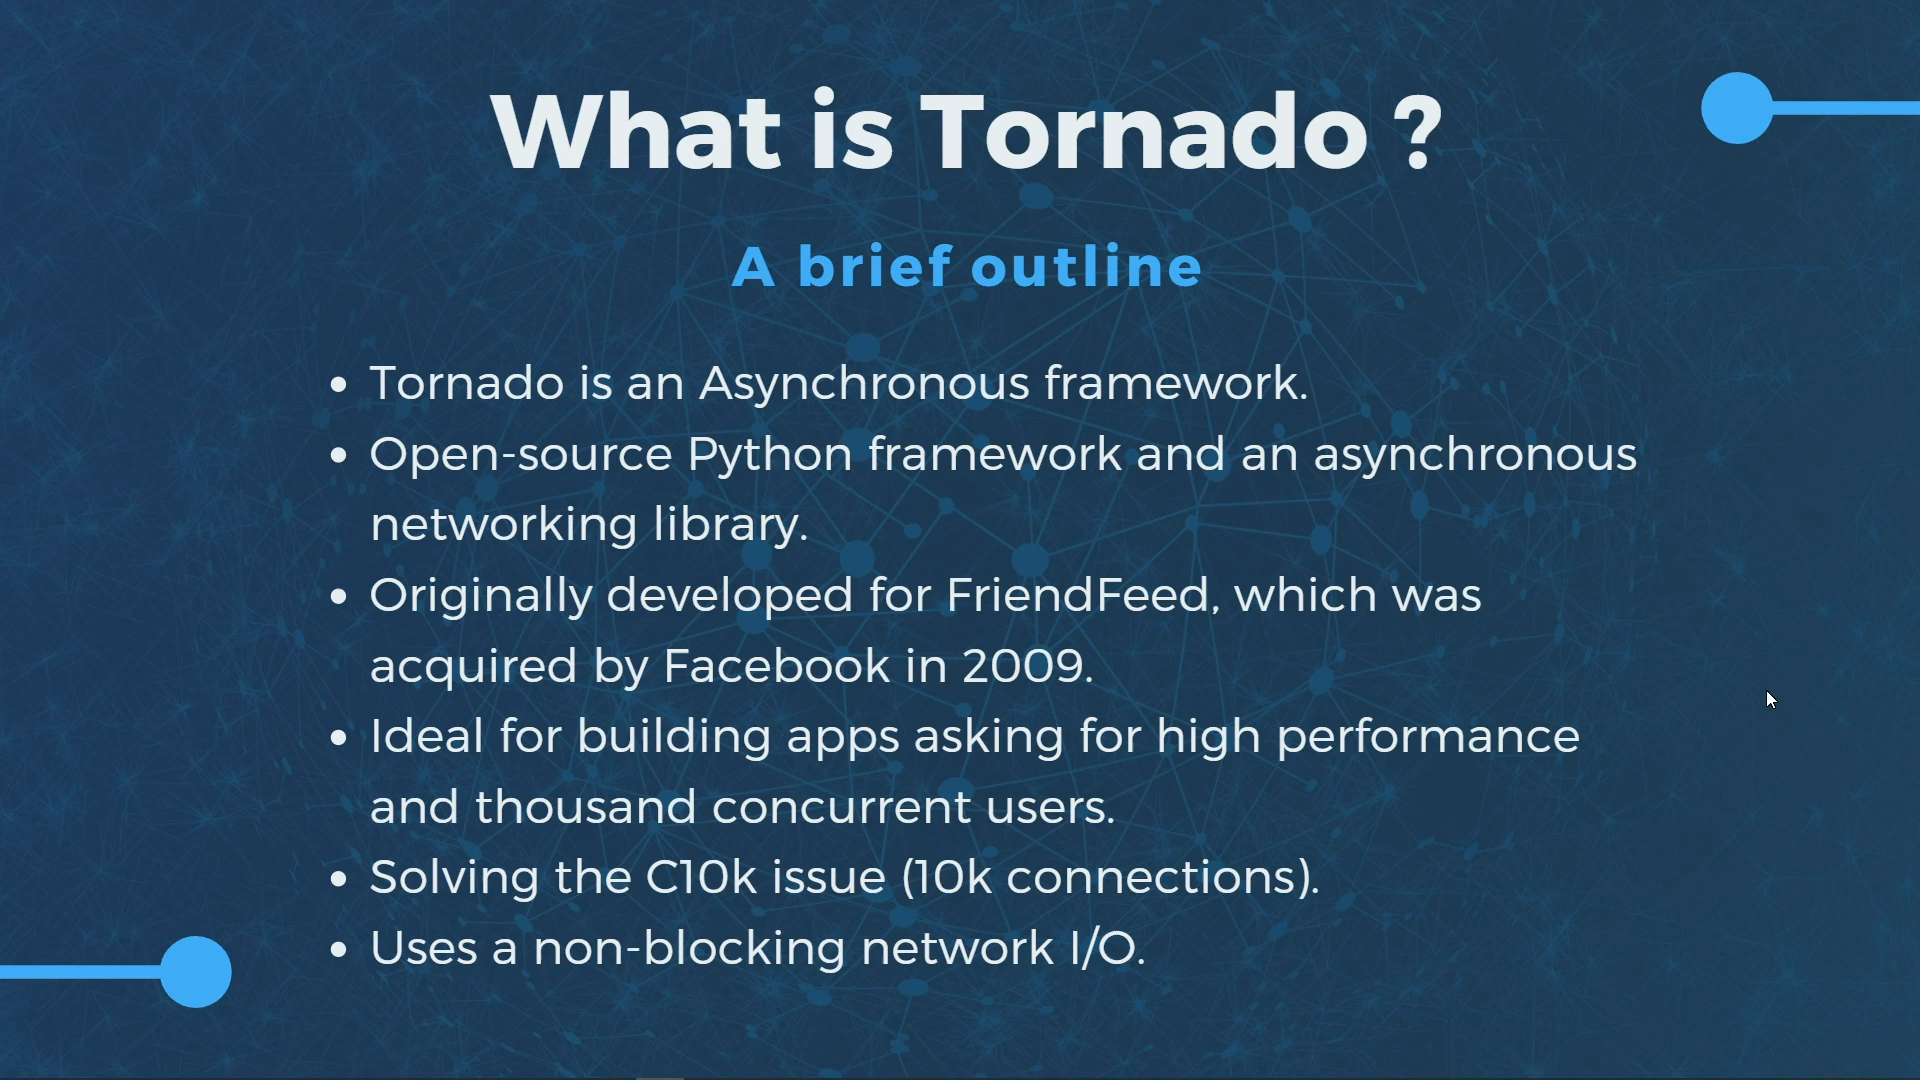 What is Tornado ?
A brief outline
• Tornado is an Asynchronous framework.
• Open-source Python framework and an asynchronous
networking library.
• Originally developed for FriendFeed, which was
acquired by Facebook in 2009.
• Ideal for building apps asking for high performance
and thousand concurrent users.
• Solving the C10k issue (10k connections).
• Uses a non-blocking network I/O.